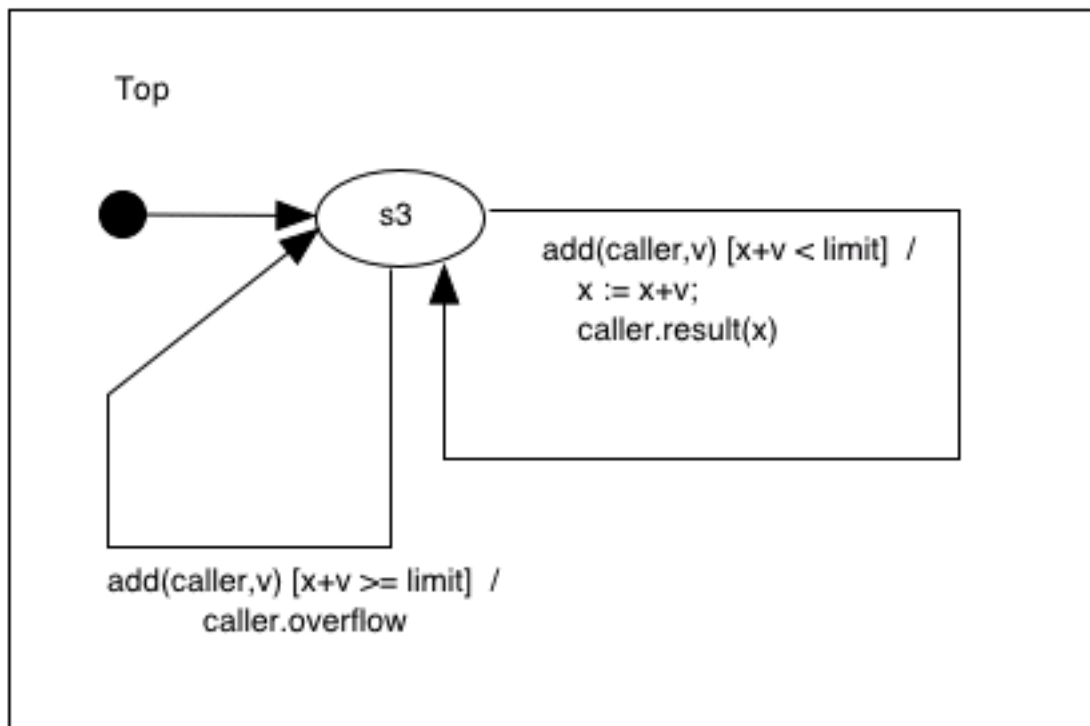 Top
s3
add(caller,v) [x+v < limit]  /
x := x+v;
caller.result(x)
add(caller,v) [x+v >= limit]  /
caller.overflow